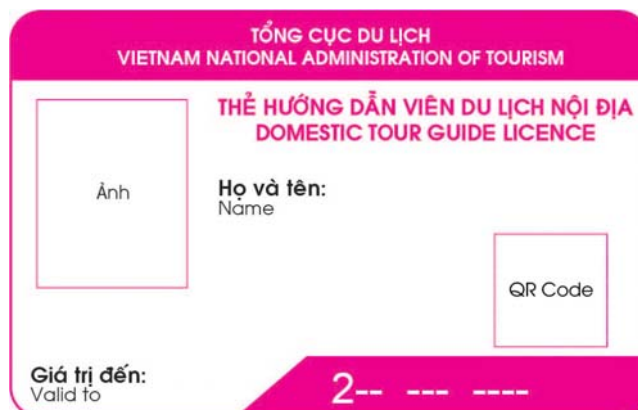 TỔNG CỤC DU LỊCH
VIETNAM NATIONAL ADMINISTRATION OF TOURISM
THẺ HƯỚNG DẪN VIÊN DU LỊCH NỘI ĐỊA
DOMESTIC TOUR GUIDE LICENCE
Ảnh
Họ và tên:
Name
QR Code
Giá trị đến:
Valid to
2-- --- ----